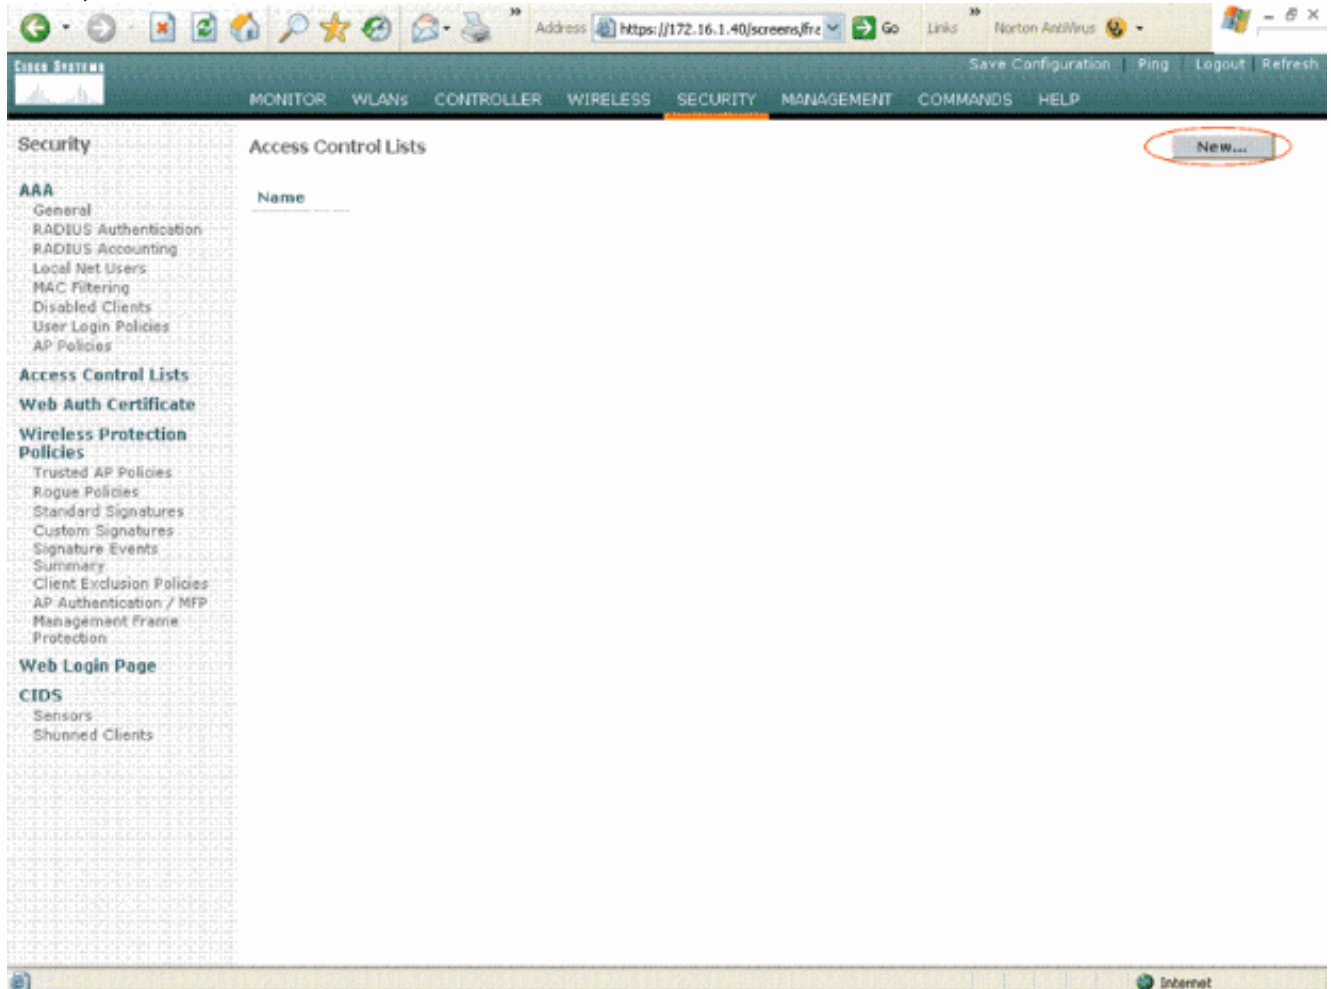 Address https://172.16.1.40/screens/fra Go Links Norton AntiVirus
CISCO SYSTEMS
Save Configuration | Ping | Logout | Refresh
MONITOR WLANs CONTROLLER WIRELESS SECURITY MANAGEMENT COMMANDS HELP
Security
Access Control Lists
New...
Name
AAA
General
RADIUS Authentication
RADIUS Accounting
Local Net Users
MAC Filtering
Disabled Clients
User Login Policies
AP Policies
Access Control Lists
Web Auth Certificate
Wireless Protection
Policies
Trusted AP Policies
Rogue Policies
Standard Signatures
Custom Signatures
Signature Events
Summary
Client Exclusion Policies
AP Authentication / MFP
Management Frame
Protection
Web Login Page
CIDS
Sensors
Shunned Clients
Internet